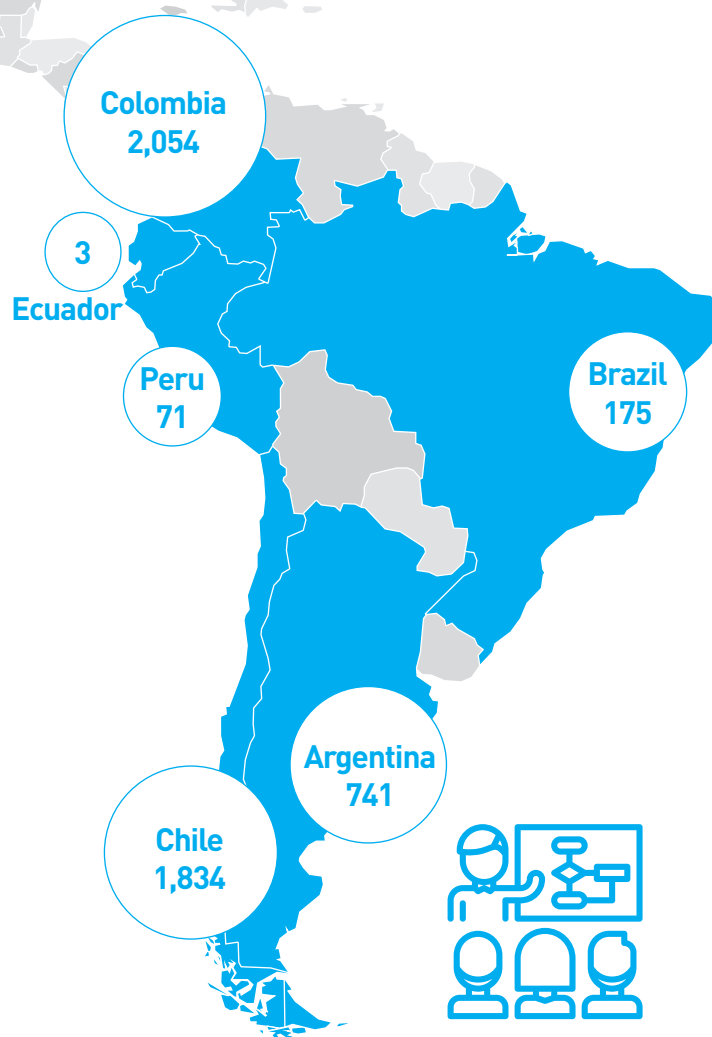 Colombia
2,054
3
Ecuador
Peru
71
Brazil
175
Argentina
741
Chile
1,834